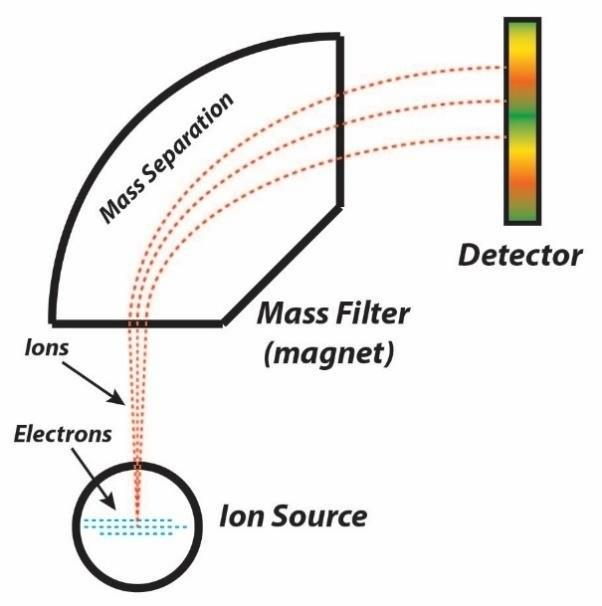 Mass Separation
Detector
Mass Filter
(magnet)
Ions
Electrons
Ion Source